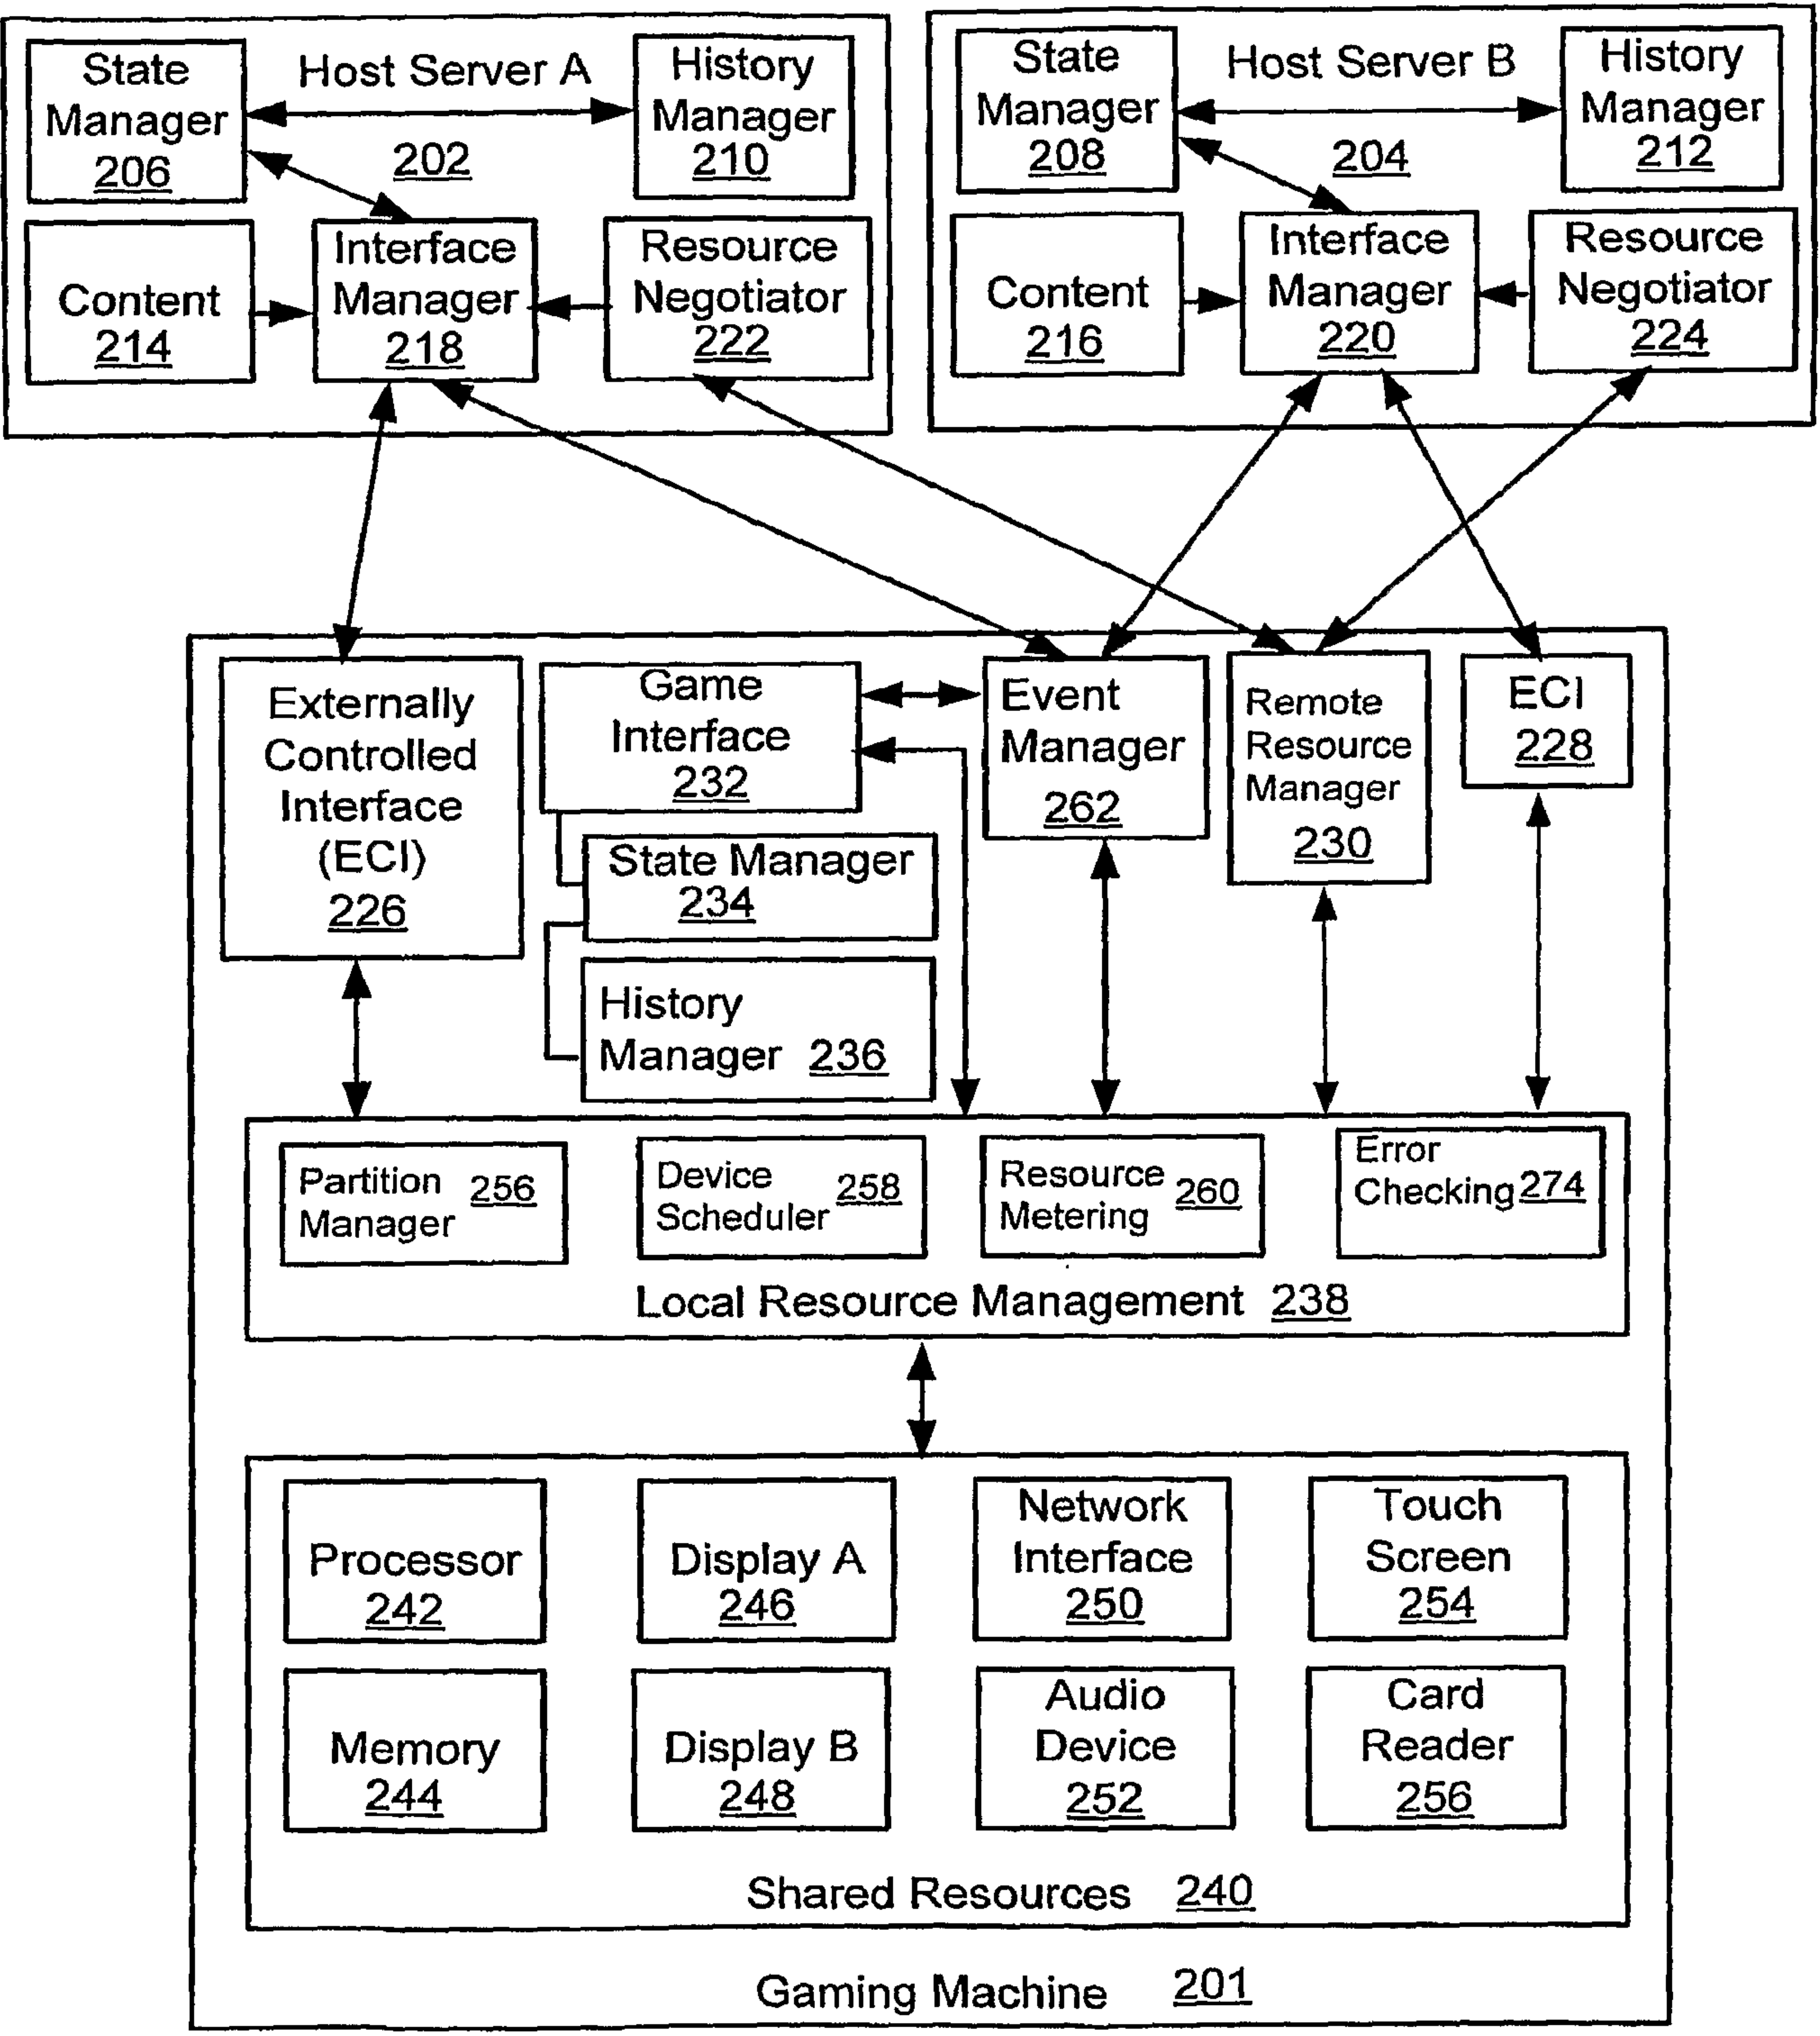 State
Manager
206
Host Server A
202
History
Manager
210
Content
214
Interface
Manager
218
Resource
Negotiator
222
State
Manager
208
Host Server B
204
History
Manager
212
Content
216
Interface
Manager
220
Resource
Negotiator
224
Externally
Controlled
Interface
(ECI)
226
Game
Interface
232
State Manager
234
History
Manager 236
Event
Manager
262
Remote
Resource
Manager
230
ECI
228
Partition
Manager 256
Device
Scheduler 258
Resource
Metering 260
Error
Checking 274
Local Resource Management 238
Processor
242
Display A
246
Network
Interface
250
Touch
Screen
254
Memory
244
Display B
248
Audio
Device
252
Card
Reader
256
Shared Resources 240
Gaming Machine 201